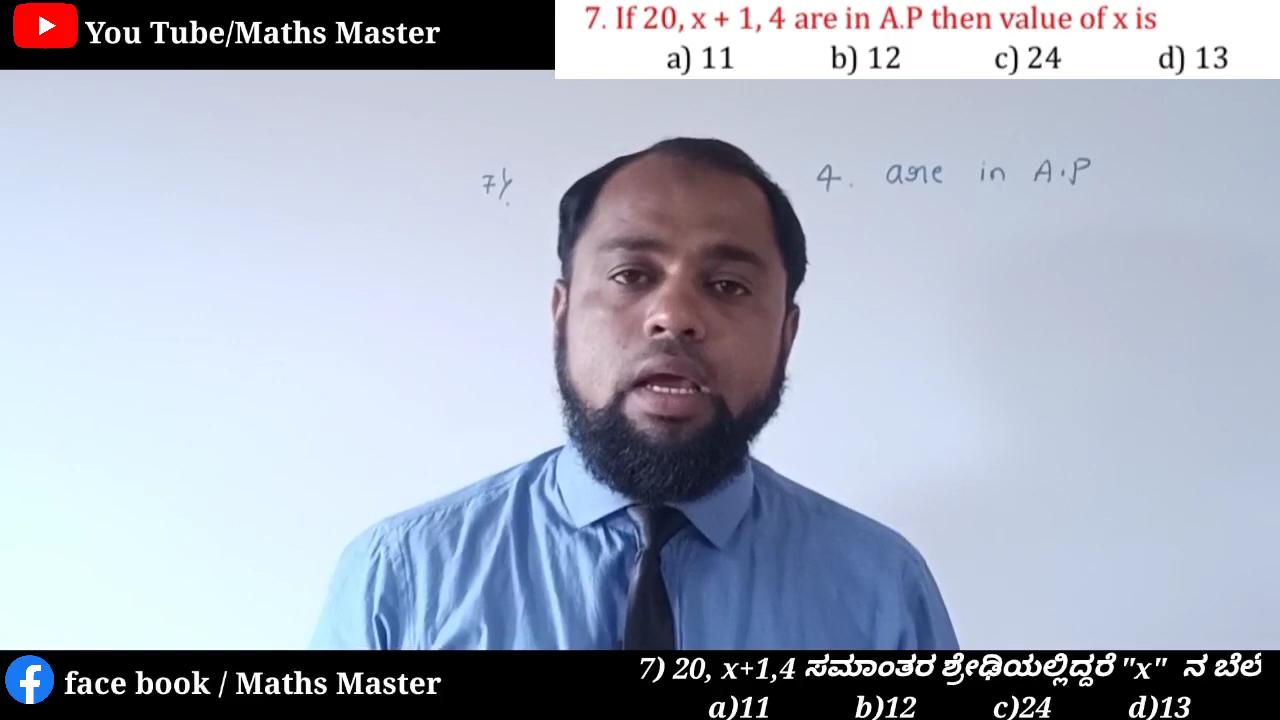 You Tube/Maths Master
7. If 20, x + 1, 4 are in A.P then value of x is
a) 11 b) 12 c) 24 d) 13
7) 4. are in A.P
face book / Maths Master
7) 20, x+1,4 ಸಮಾಂತರ ಶ್ರೇಢಿಯಲ್ಲಿದ್ದರೆ "x" ನ
a)11 b)12 c)24 d)13